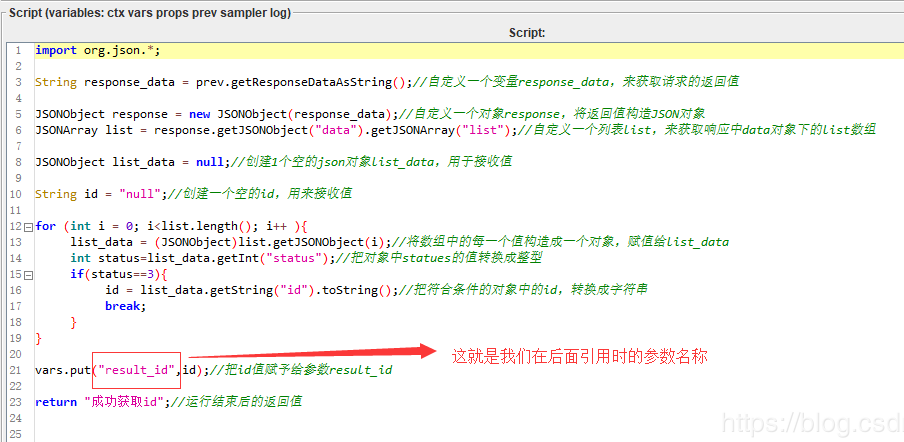 Script (variables: ctx vars props prev sampler log)
Script:
1 import org.json.*;
2
3 String response_data = prev.getResponseDataAsString();//自定义一个变量response_data，来获取请求的返回值
4
5 JSONObject response = new JSONObject(response_data);//自定义一个对象response，将返回值构造JSON对象
6 JSONArray list = response.getJSONObject("data").getJSONArray("list");//自定义一个列表list，来获取响应中data对象下的list数组
7
8 JSONObject list_data = null;//创建1个空的json对象list_data，用于接收值
9
10 String id = "null";//创建一个空的id，用来接收值
11
12 for (int i = 0; i<list.length(); i++ ){
13 list_data = (JSONObject)list.getJSONObject(i);//将数组中的每一个值构造成一个对象，赋值给list_data
14 int status=list_data.getInt("status");//把对象中statues的值转换成整型
15 if(status==3){
16 id = list_data.getString("id").toString();//把符合条件的对象中的id，转换成字符串
17 break;
18 }
19 }
20
这就是我们在后面引用时的参数名称
21 vars.put("result_id",id);//把id值赋予给参数result_id
22
23 return "成功获取id";//运行结束后的返回值
24
25
https://blog.csd